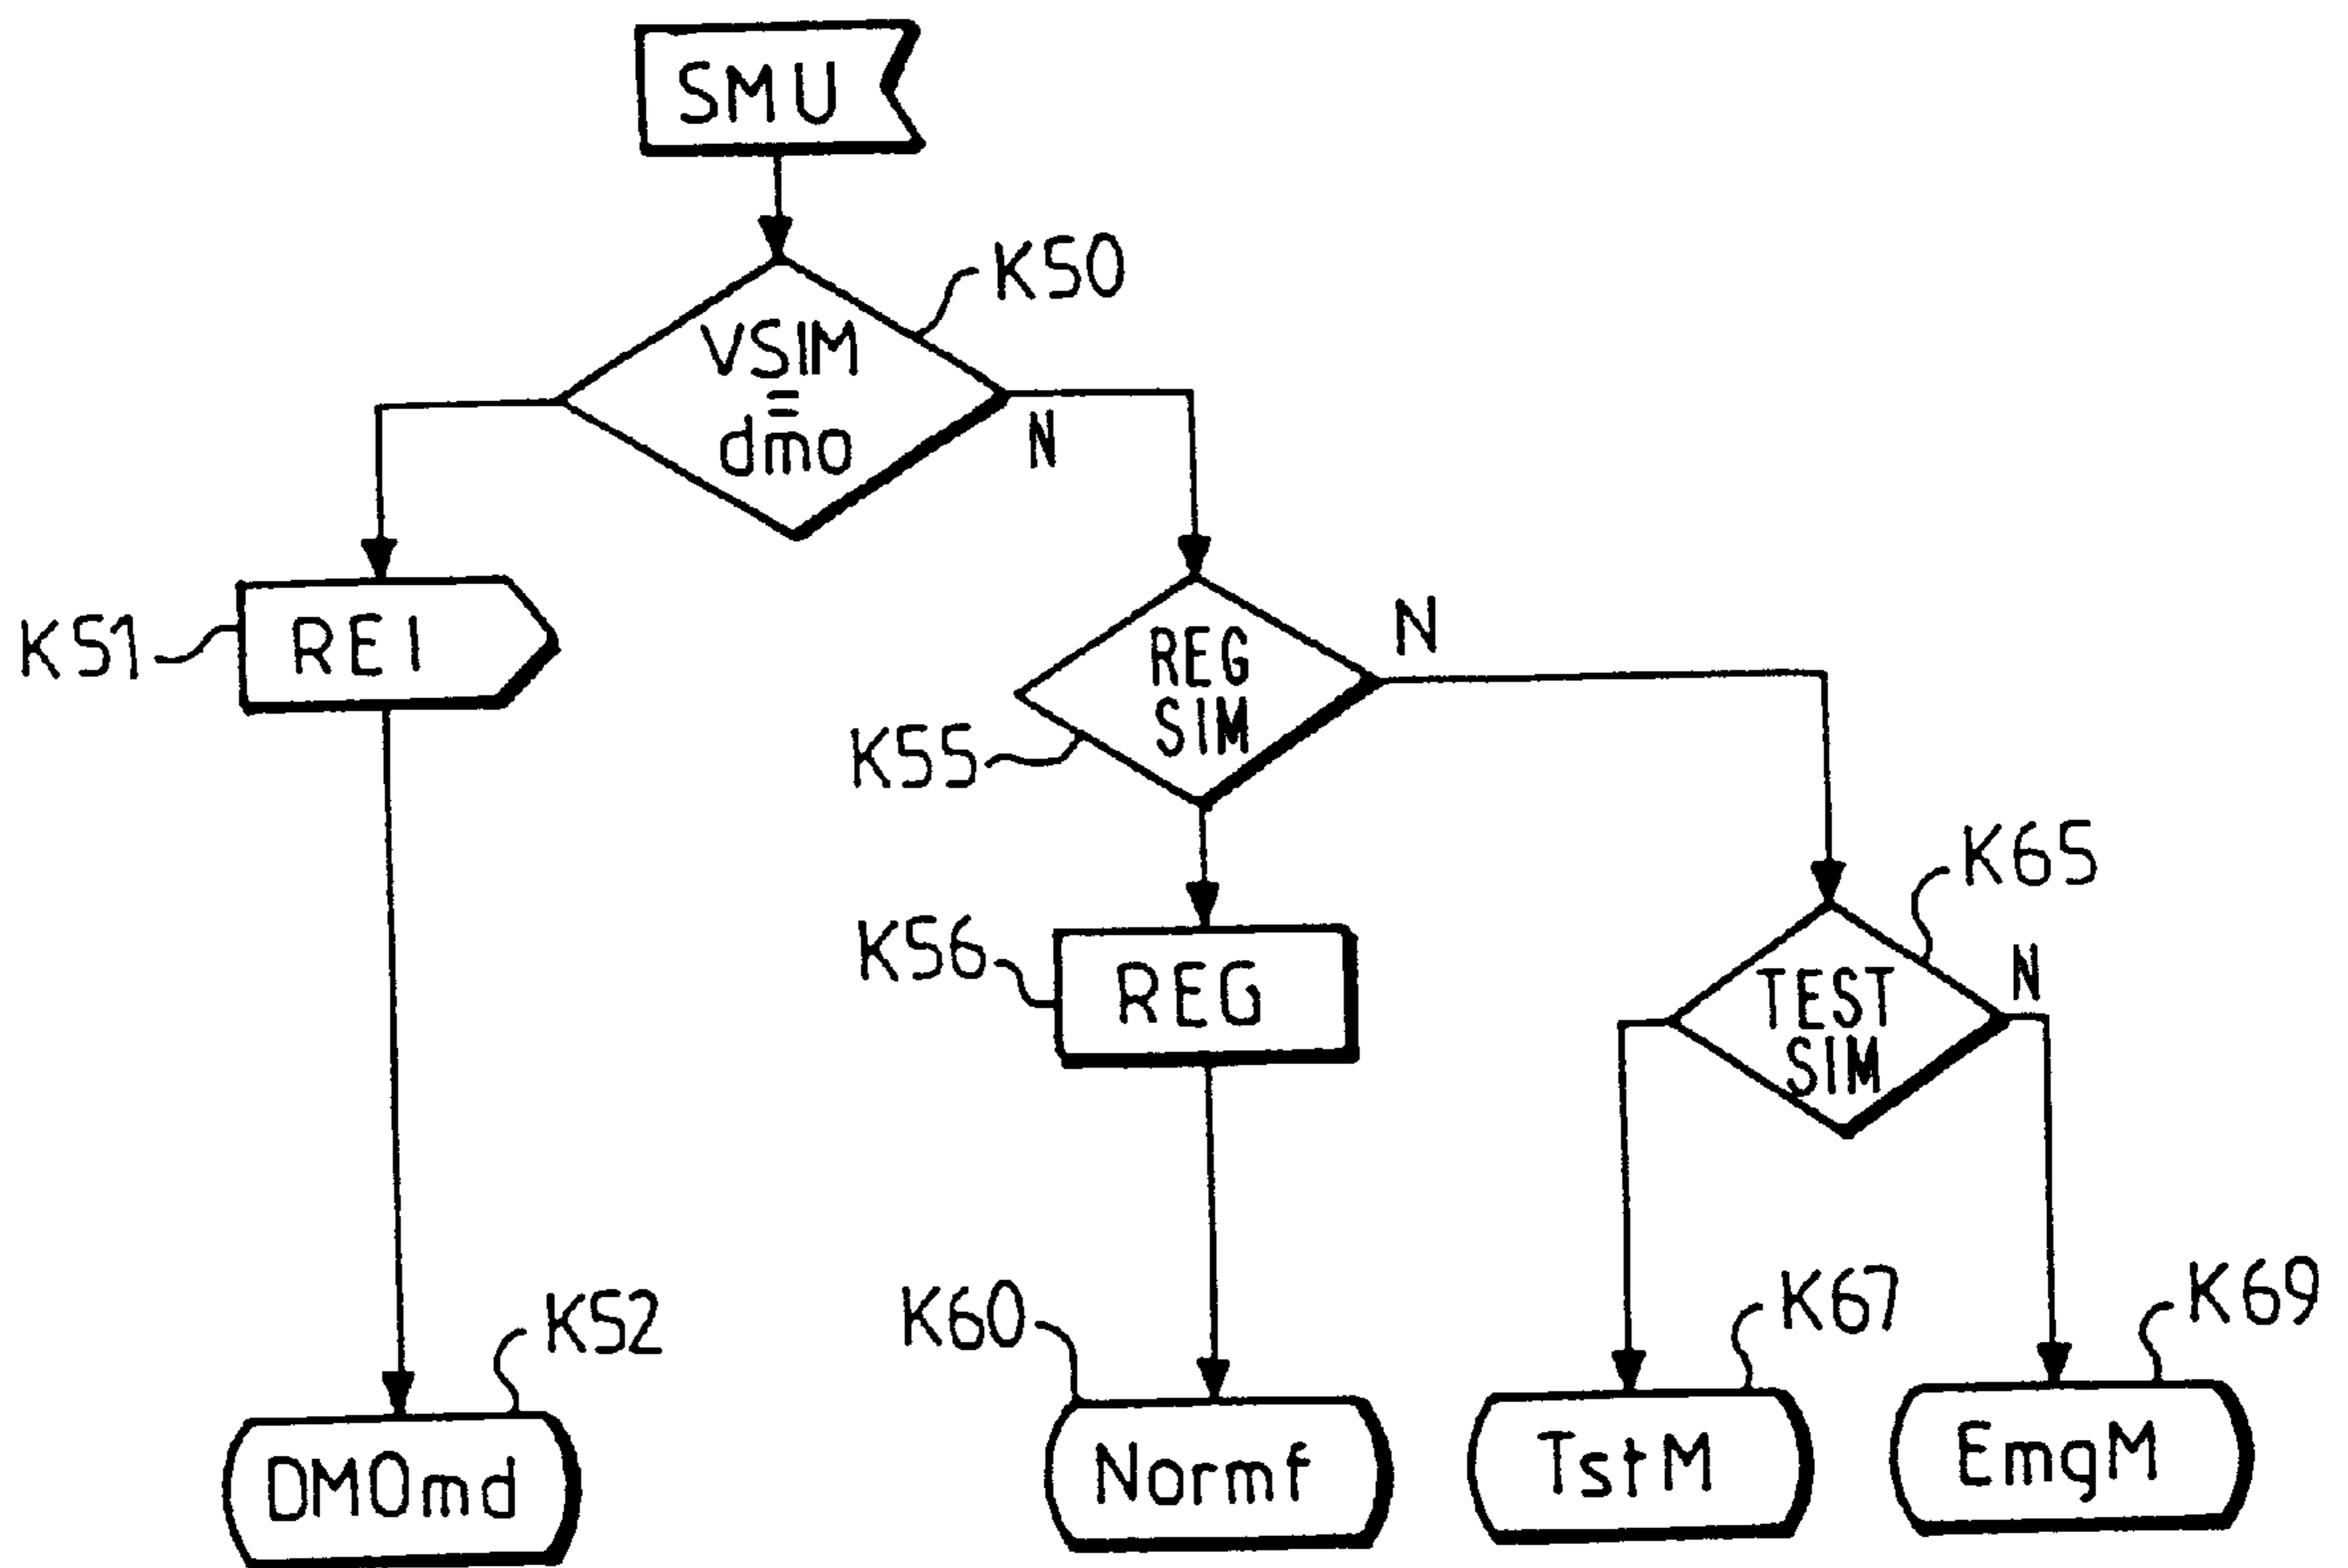 SMU
K50
VSIM
=
dmo
N
K51
REI
REG
SIM
N
K55
K65
K56
REG
TEST
SIM
N
K52
K60
K67
K69
DMOmd
Normf
TstM
EmgM